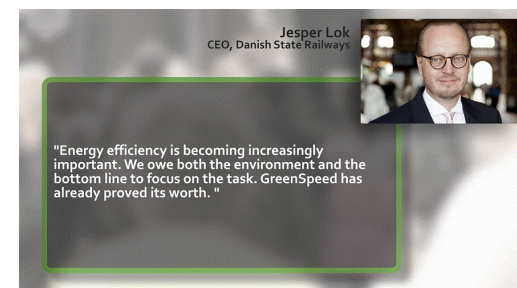 Jesper Lok
CEO, Danish State Railways
"Energy efficiency is becoming increasingly
important. We owe both the environment and the
bottom line to focus on the task. GreenSpeed has
already proved its worth. "